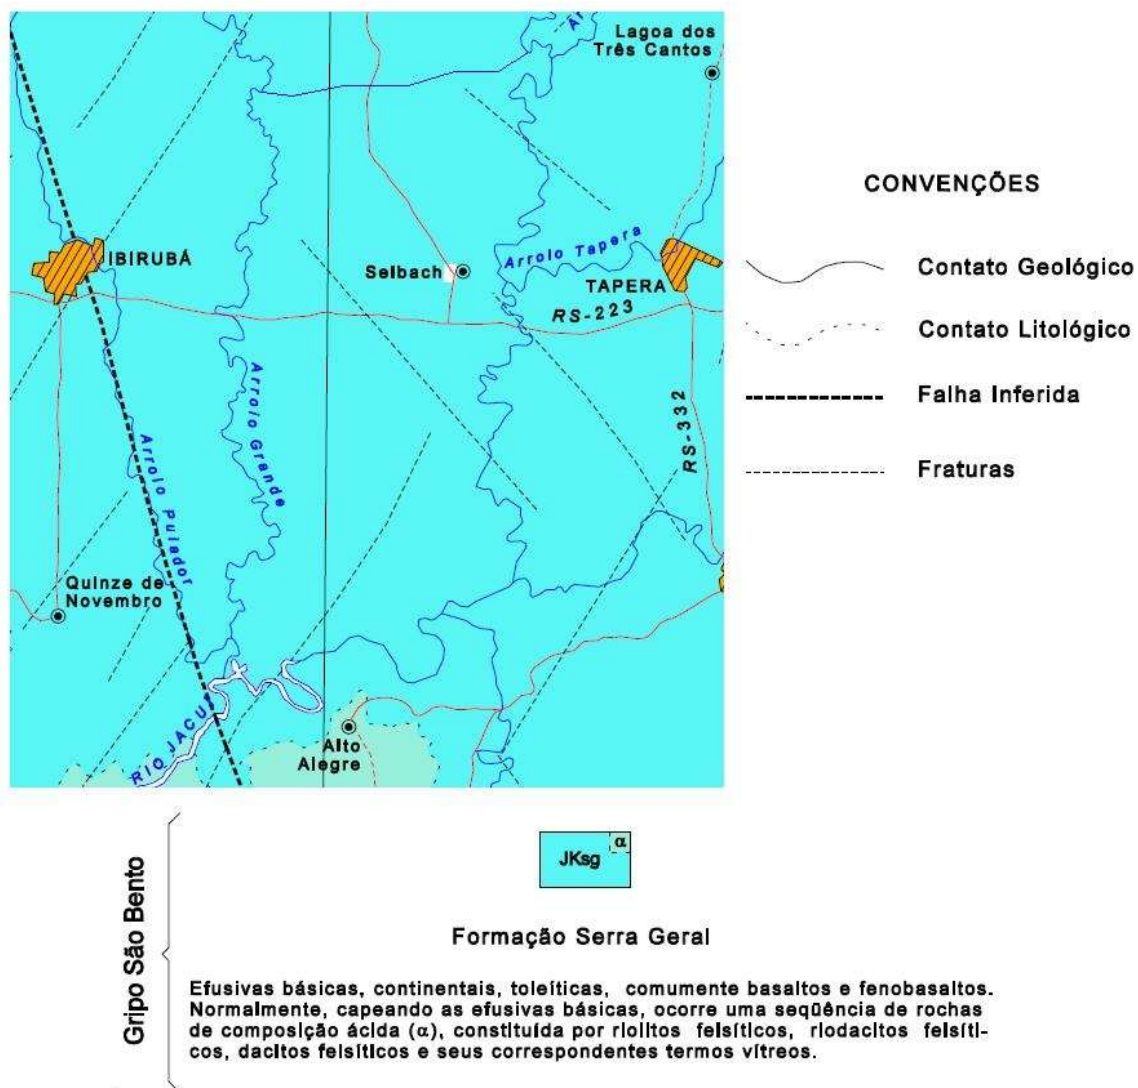 Ar
Lagoa dos
Três Cantos
IBIRUBÁ
Selbach
Arroio Tapera
TAPERA
RS-223
Arroio Grande
RS-332
Arroio Pulador
Quinze de
Novembro
RIO JACUÍ
Alto
Alegre
CONVENÇÕES
Contato Geológico
Contato Litológico
Falha Inferida
Fraturas
Gripo São Bento
JKsg
α
Formação Serra Geral
Efusivas básicas, continentais, toleíticas, comumente basaltos e fenobasaltos.
Normalmente, capeando as efusivas básicas, ocorre uma seqüência de rochas
de composição ácida (α), constituída por riolitos felsíticos, riodacitos felsíti-
cos, dacitos felsíticos e seus correspondentes termos vítreos.